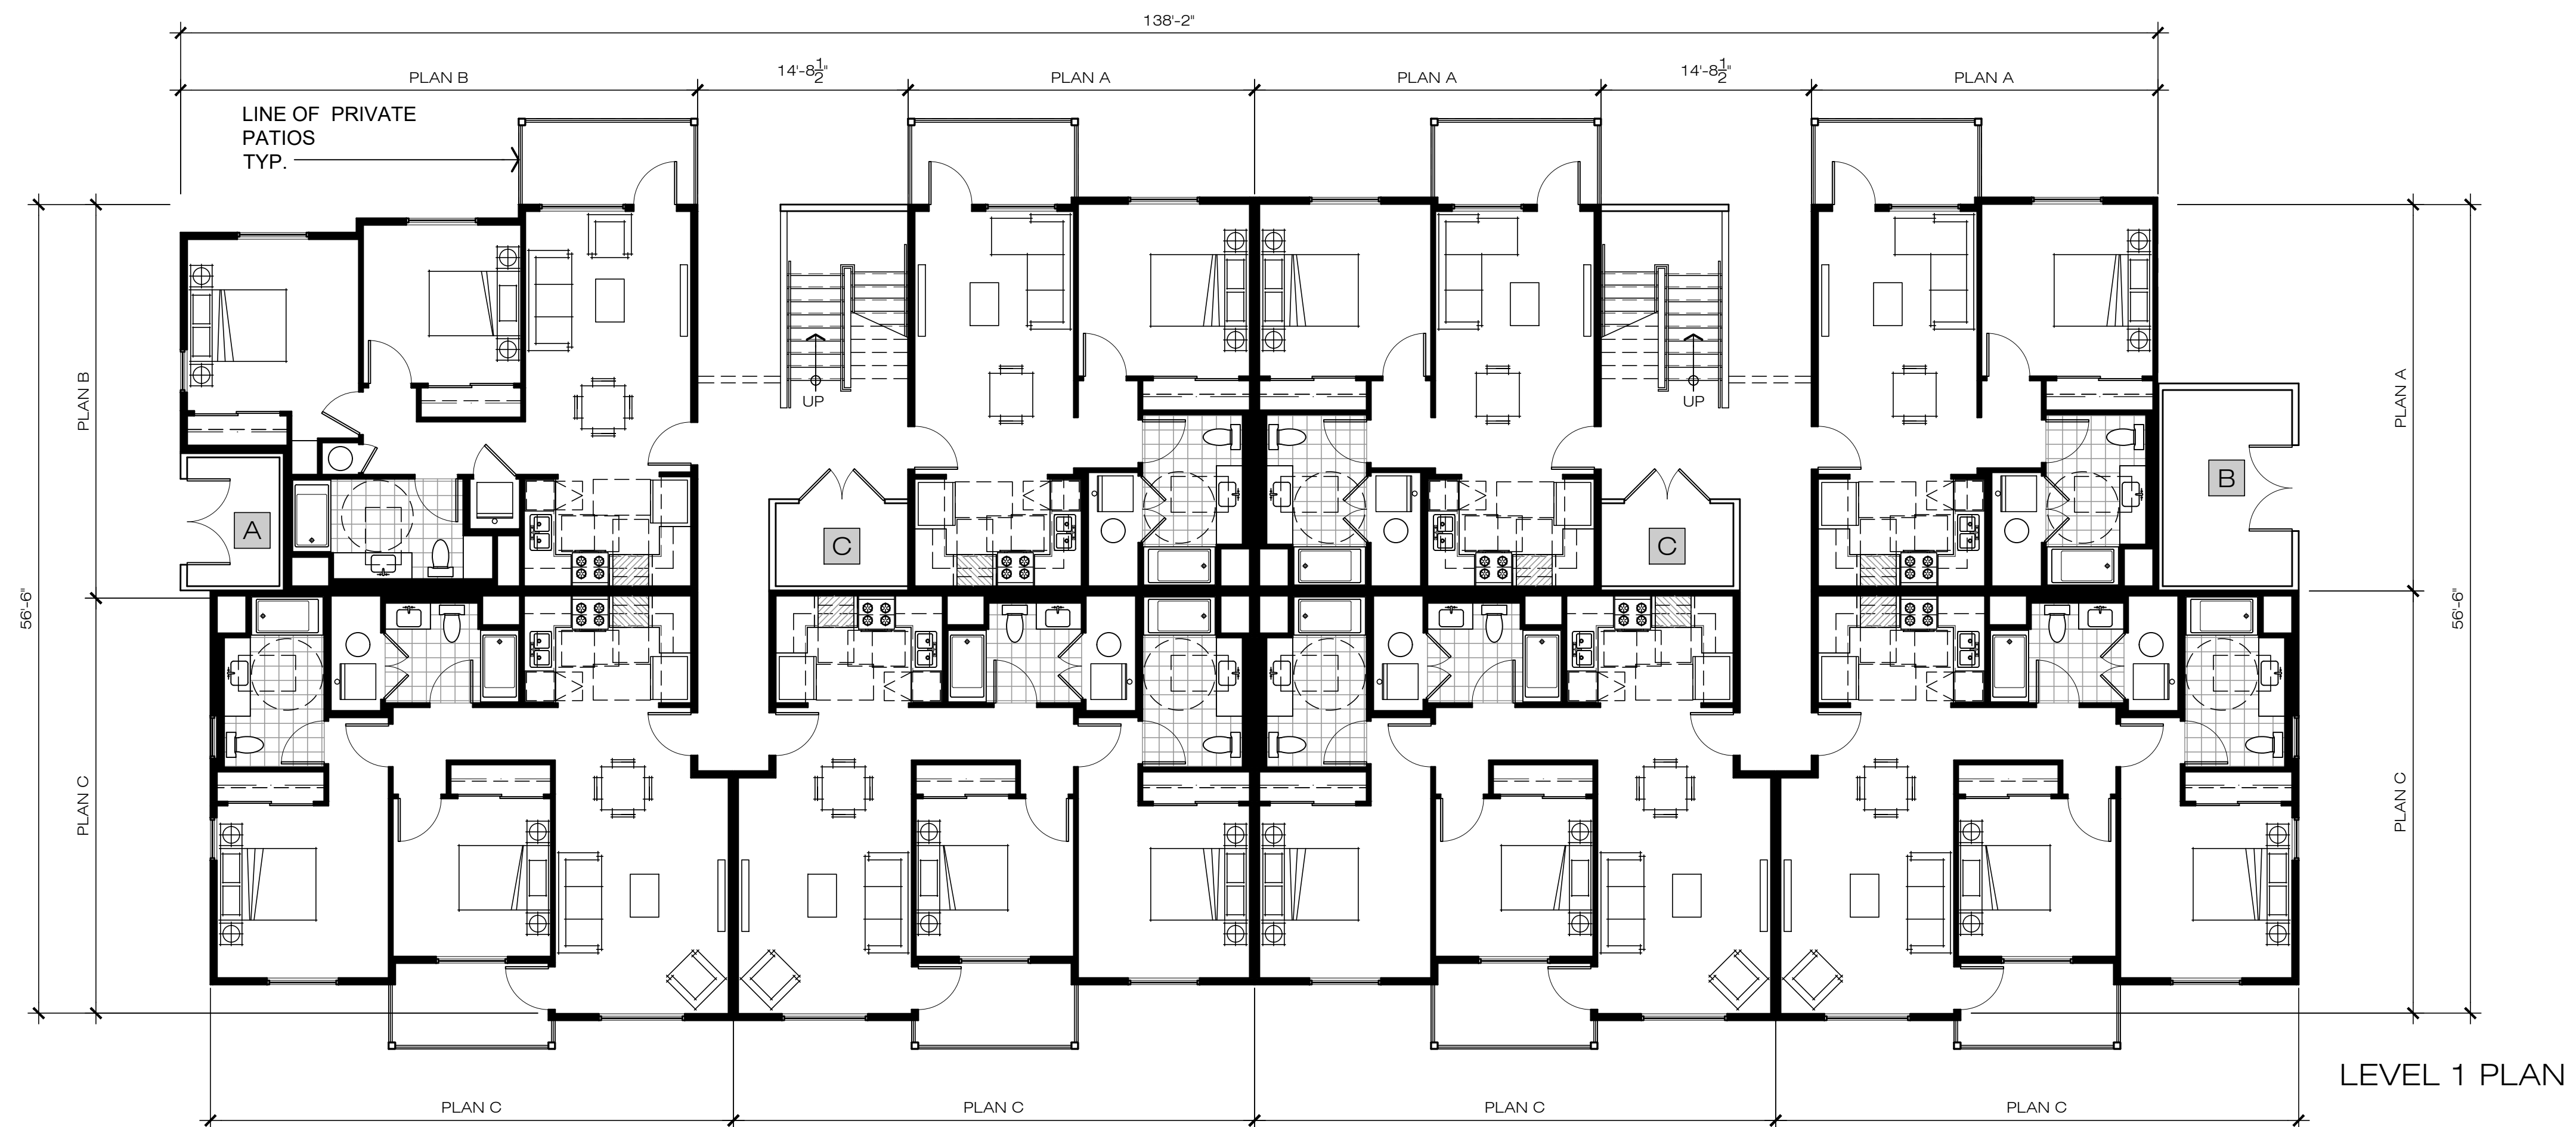 138'-2"
PLAN B
14'-8 1/2"
PLAN A
PLAN A
14'-8 1/2"
PLAN A
LINE OF PRIVATE
PATIOS
TYP.
PLAN B
PLAN A
UP
UP
A
C
C
B
56'-6"
56'-6"
PLAN C
PLAN C
LEVEL 1 PLAN
PLAN C
PLAN C
PLAN C
PLAN C